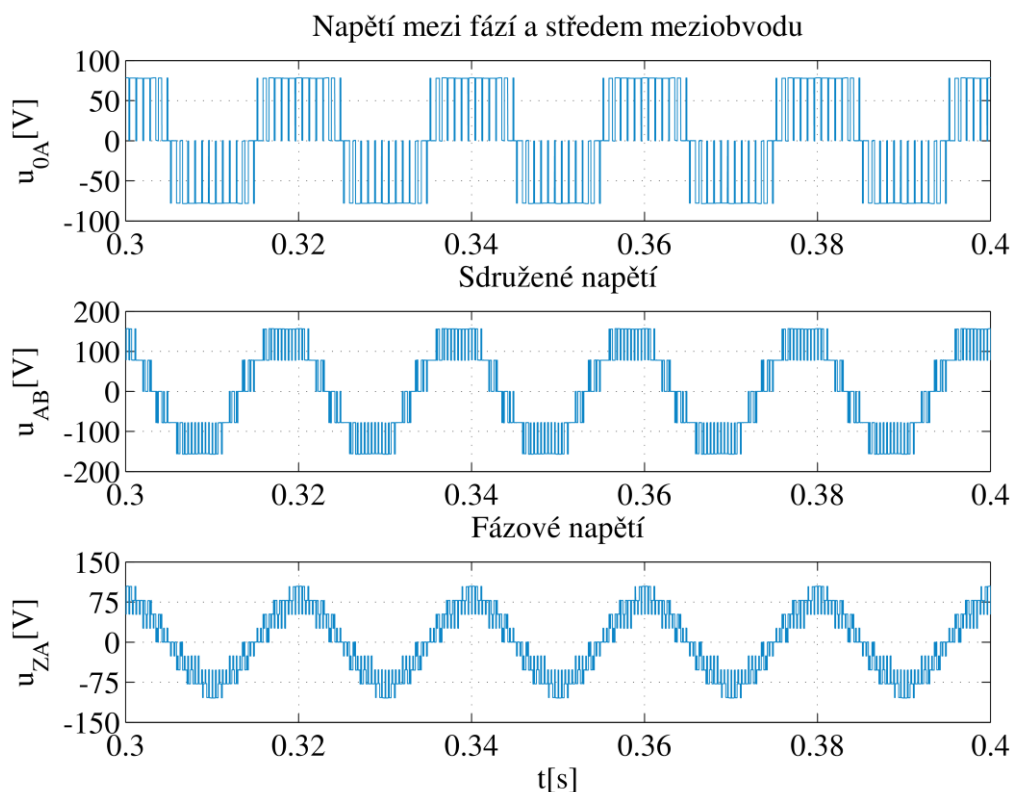 Napětí mezi fází a středem meziobvodu
100
50
0
-50
-100
u0A[V]
0.3 0.32 0.34 0.36 0.38 0.4
Sdružené napětí
200
100
0
-100
-200
uAB[V]
0.3 0.32 0.34 0.36 0.38 0.4
Fázové napětí
150
75
0
-75
-150
uZA[V]
0.3 0.32 0.34 0.36 0.38 0.4
t[s]